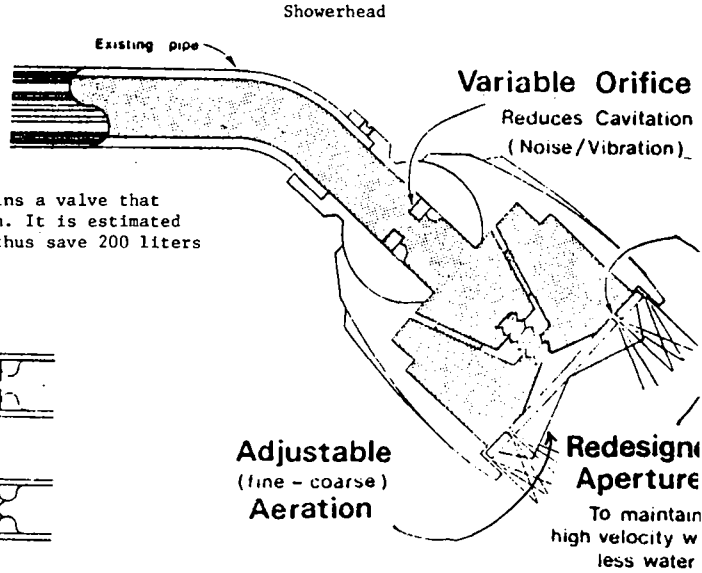 Showerhead
Existing pipe
Variable Orifice
Reduces Cavitation
(Noise/Vibration)
ns a valve that
. It is estimated
thus save 200 liters
Adjustable
(fine - coarse)
Aeration
Redesigne
Aperture
To maintain
high velocity w
less water